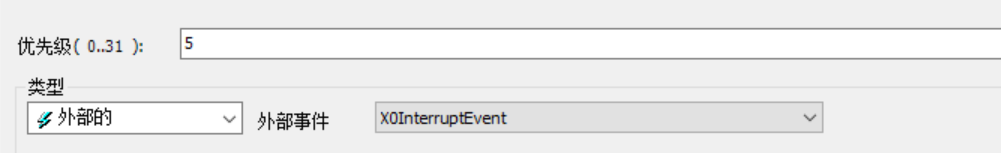 优先级( 0..31 ): 5
类型
外部的 外部事件 X0InterruptEvent